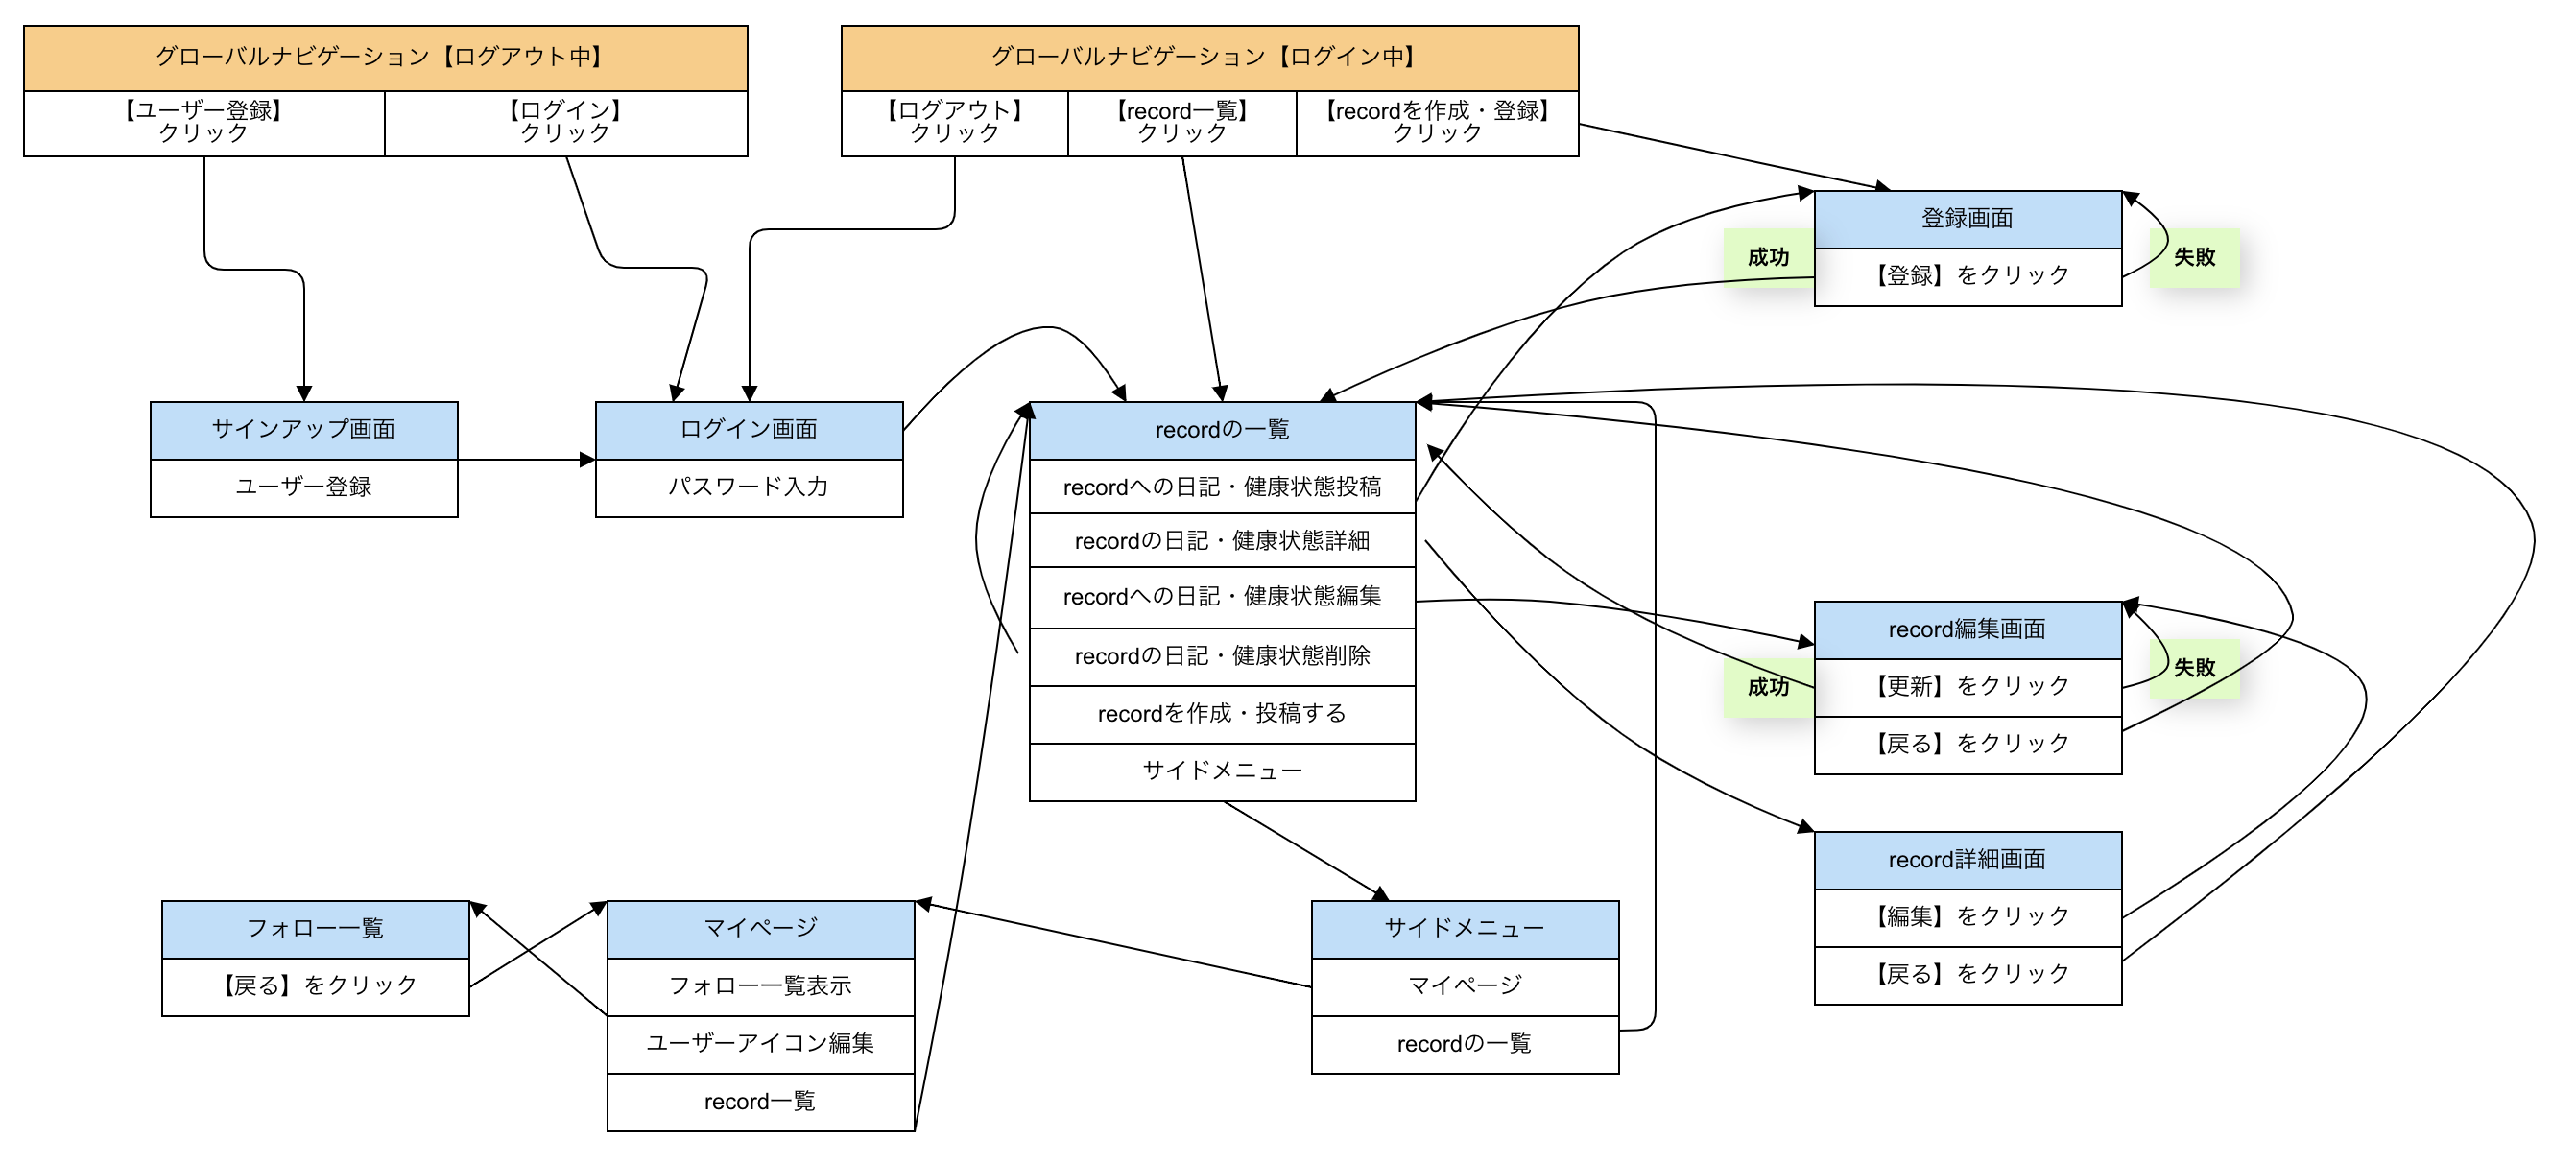 グローバルナビゲーション【ログアウト中】
【ユーザー登録】
クリック
【ログイン】
クリック
グローバルナビゲーション【ログイン中】
【ログアウト】
クリック
【record一覧】
クリック
【recordを作成・登録】
クリック
登録画面
【登録】をクリック
成功
失敗
サインアップ画面
ユーザー登録
ログイン画面
パスワード入力
recordの一覧
recordへの日記・健康状態投稿
recordの日記・健康状態詳細
recordへの日記・健康状態編集
recordの日記・健康状態削除
recordを作成・投稿する
サイドメニュー
record編集画面
【更新】をクリック
【戻る】をクリック
成功
失敗
record詳細画面
【編集】をクリック
【戻る】をクリック
フォロー一覧
【戻る】をクリック
マイページ
フォロー一覧表示
ユーザーアイコン編集
record一覧
サイドメニュー
マイページ
recordの一覧